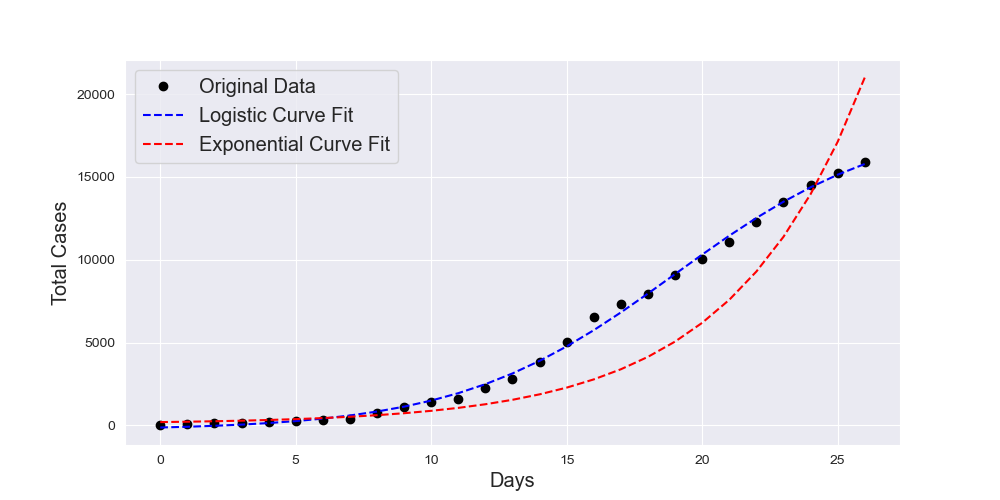 Original Data
Logistic Curve Fit
Exponential Curve Fit
20000
15000
10000
5000
0
Total Cases
0 5 10 15 20 25
Days